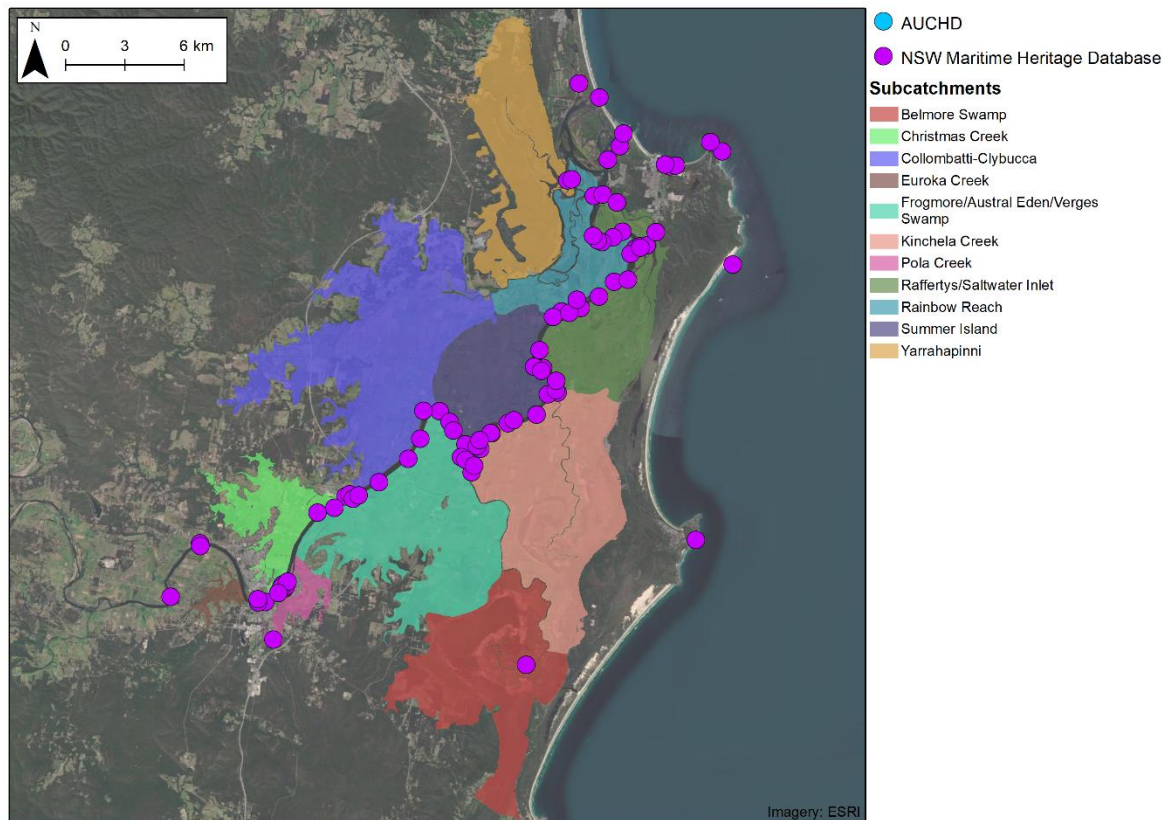 N
0 3 6 km
AUCHD
NSW Maritime Heritage Database
Subcatchments
Belmore Swamp
Christmas Creek
Collombatti-Clybucca
Euroka Creek
Frogmore/Austral Eden/Verges
Swamp
Kinchela Creek
Pola Creek
Raffertys/Saltwater Inlet
Rainbow Reach
Summer Island
Yarrahapinni
Imagery: ESRI